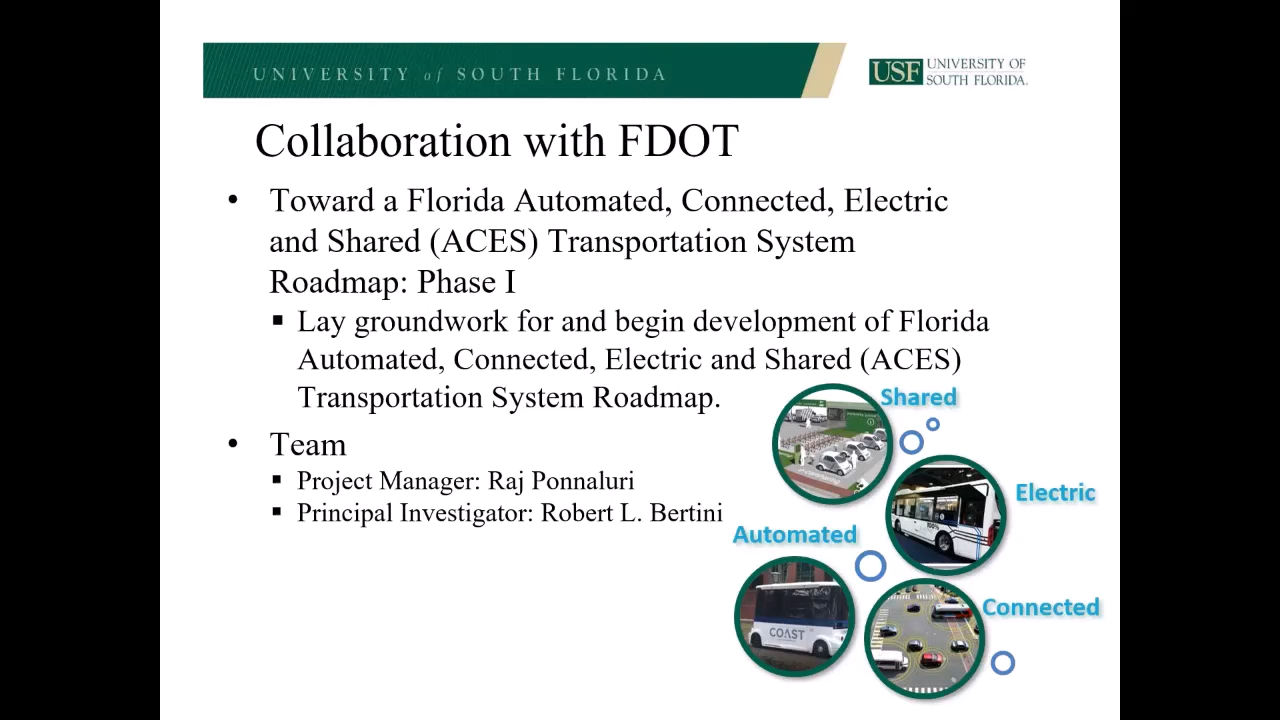 UNIVERSITY of SOUTH FLORIDA
USF UNIVERSITY OF
SOUTH FLORIDA.
Collaboration with FDOT
• Toward a Florida Automated, Connected, Electric
and Shared (ACES) Transportation System
Roadmap: Phase I
▪ Lay groundwork for and begin development of Florida
Automated, Connected, Electric and Shared (ACES)
Transportation System Roadmap.
• Team
▪ Project Manager: Raj Ponnaluri
▪ Principal Investigator: Robert L. Bertini
Shared
Electric
Automated
Connected
COAST